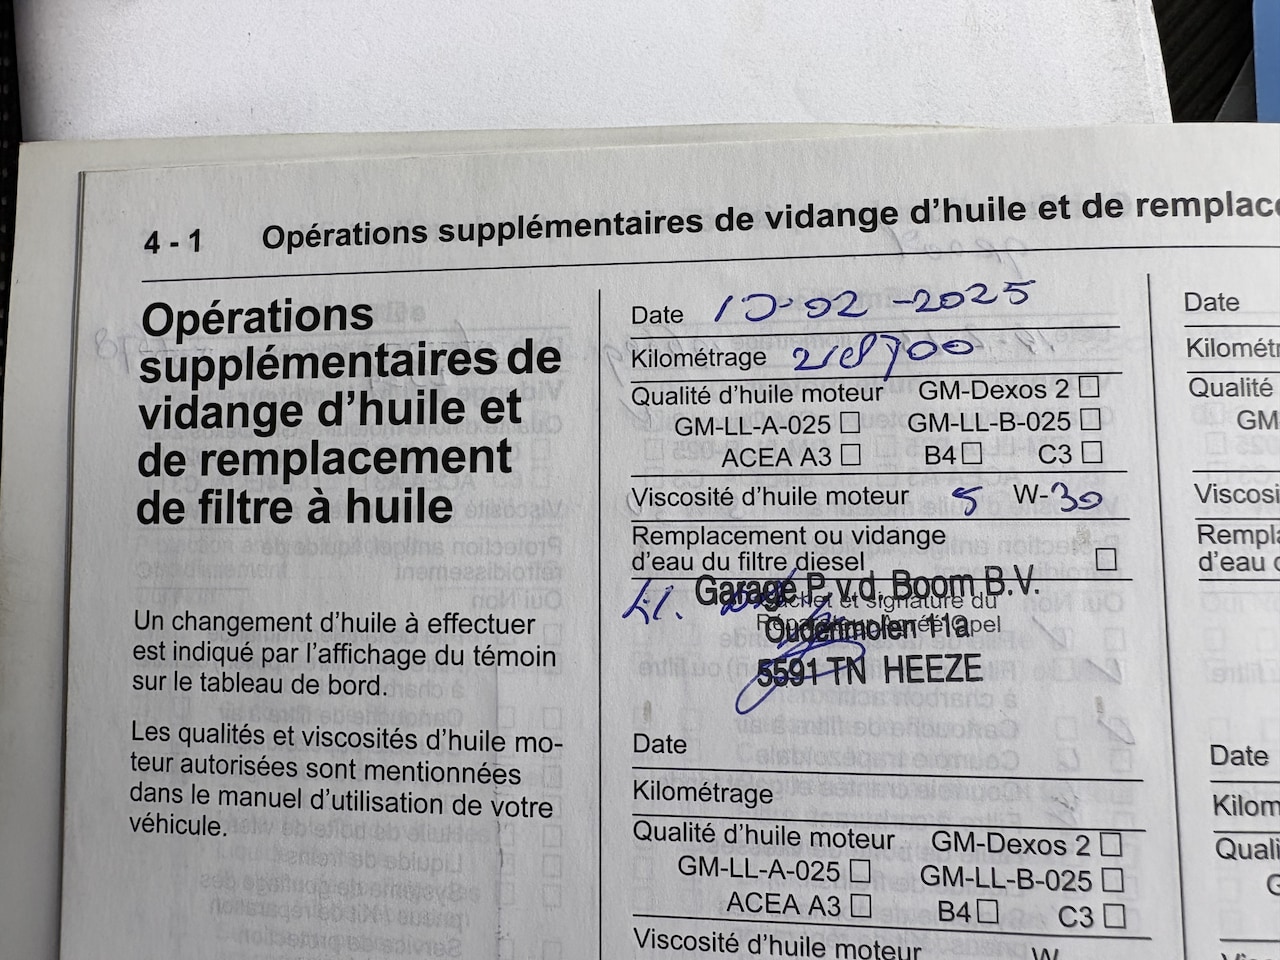 4 - 1 Opérations supplémentaires de vidange d'huile et de remplace
Opérations
supplémentaires de
vidange d'huile et
de remplacement
de filtre à huile
Un changement d'huile à effectuer
est indiqué par l'affichage du témoin
sur le tableau de bord.
Les qualités et viscosités d'huile mo-
teur autorisées sont mentionnées
dans le manuel d'utilisation de votre
véhicule.
Date 10-02-2025
Kilométrage 218700
Qualité d'huile moteur GM-Dexos 2 ☐
GM-LL-A-025 ☐ GM-LL-B-025 ☐
ACEA A3 ☐ B4 ☐ C3 ☐
Viscosité d'huile moteur 5 W-30
Remplacement ou vidange
d'eau du filtre diesel ☐
Garage P.v.d. Boom B.V.
Cachet et signature du
Oudenmolen 11a
5591 TN HEEZE
Date
Kilométrage
Qualité d'huile moteur GM-Dexos 2 ☐
GM-LL-A-025 ☐ GM-LL-B-025 ☐
ACEA A3 ☐ B4 ☐ C3 ☐
Viscosité d'huile moteur W
Date
Kilométr
Qualité
GM
Viscosi
Rempla
d'eau d
Date
Kilom
Quali
G